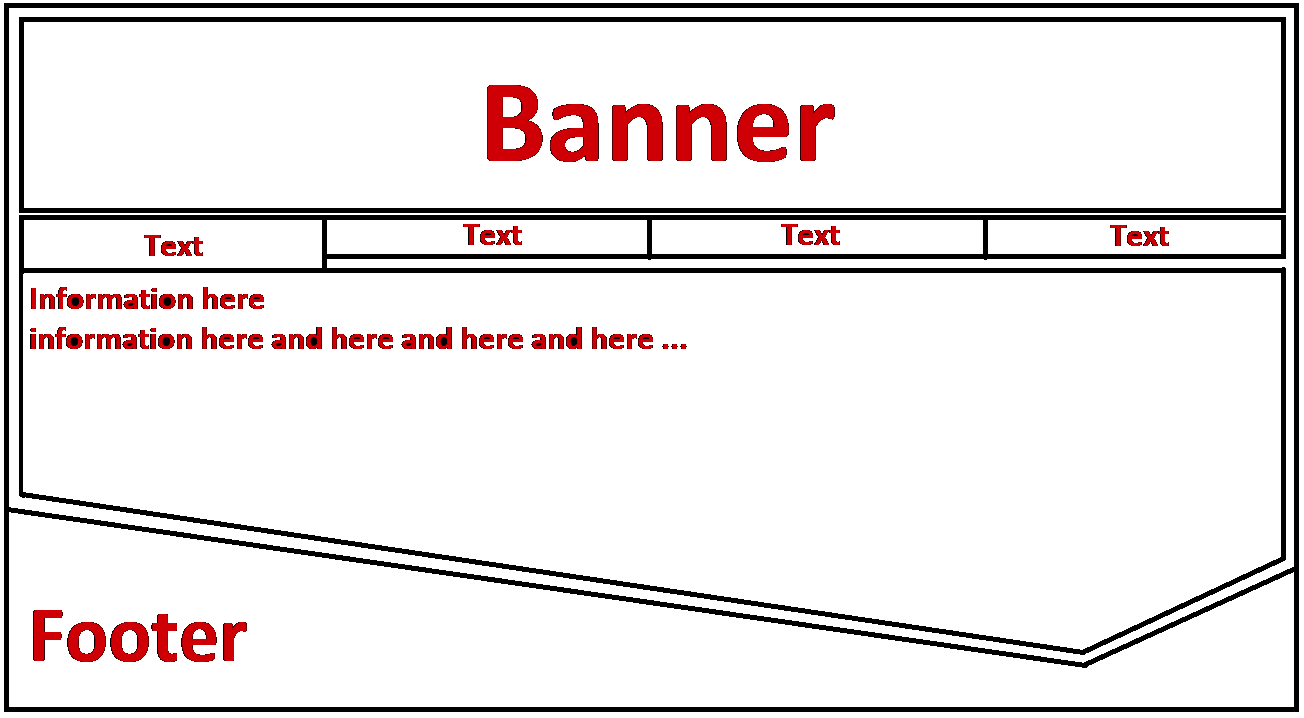 Banner
Text Text Text Text
Information here
information here and here and here and here ...
Footer